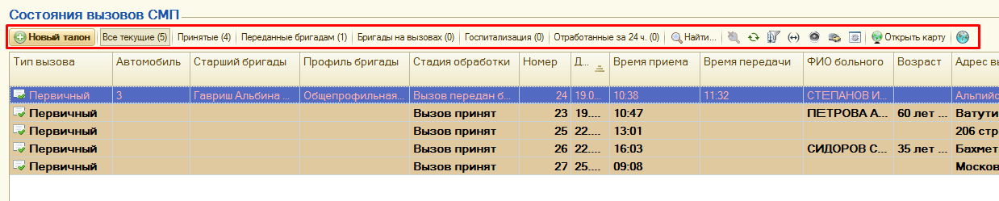 Состояния вызовов СМП
Новый талон Все текущие (5) Принятые (4) Переданные бригадам (1) Бригады на вызовах (0) Госпитализация (0) Отработанные за 24 ч. (0) Найти... Открыть карту
Тип вызова Автомобиль Старший бригады Профиль бригады Стадия обработки Номер Д... Время приема Время передачи ФИО больного Возраст Адрес вы
Первичный 3 Гавриш Альбина ... Общепрофильная... Вызов передан б... 24 19.0... 10:38 11:32 СТЕПАНОВ И... Альпийс
Первичный Вызов принят 23 19.... 10:47 ПЕТРОВА А... 60 лет ... Ватути
Первичный Вызов принят 25 22.... 13:01 206 стр
Первичный Вызов принят 26 22.... 16:03 СИДОРОВ С... 35 лет ... Бахмет
Первичный Вызов принят 27 25.... 09:08 Москов